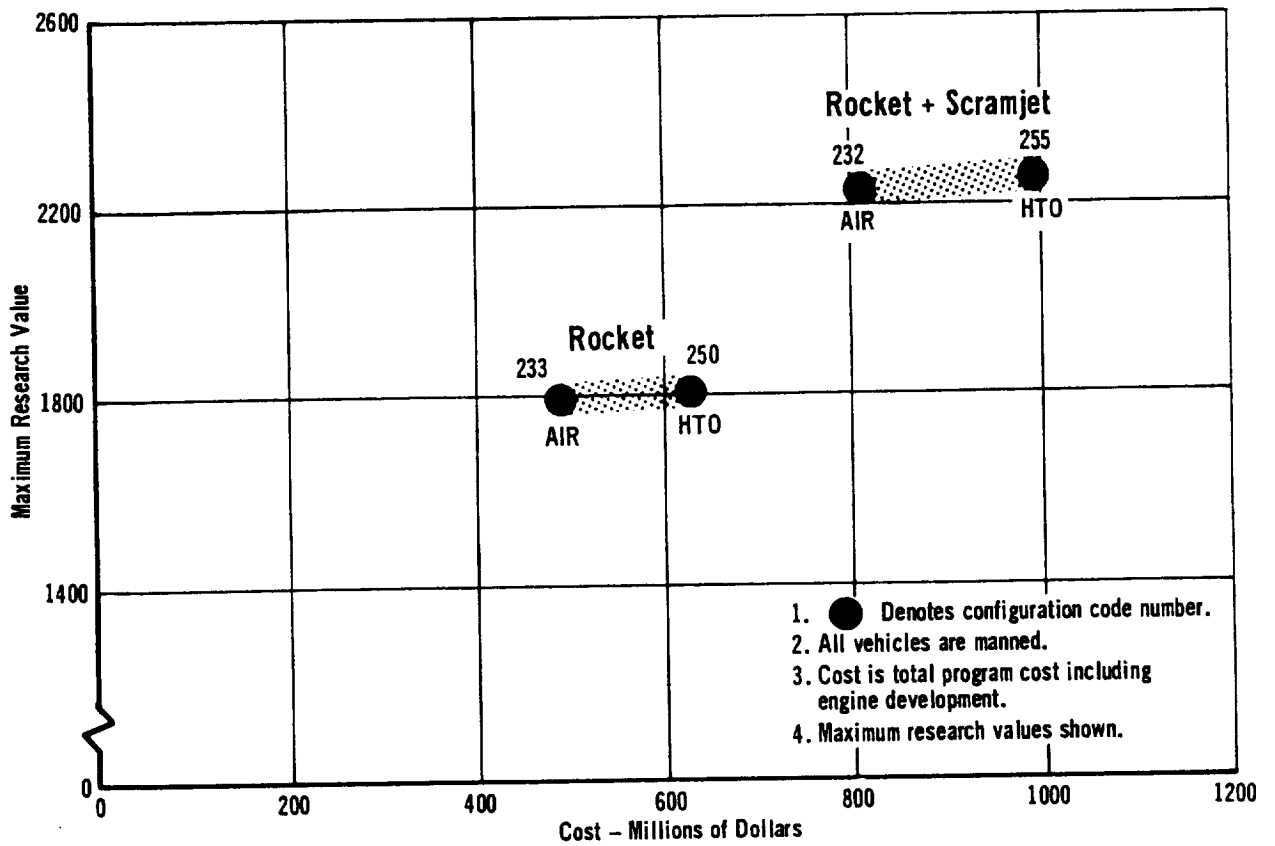 2600
Rocket + Scramjet
232
255
2200
AIR
HTO
Rocket
233
250
1800
AIR
HTO
Maximum Research Value
1400
1. Denotes configuration code number.
2. All vehicles are manned.
3. Cost is total program cost including
engine development.
4. Maximum research values shown.
0
0 200 400 600 800 1000 1200
Cost – Millions of Dollars